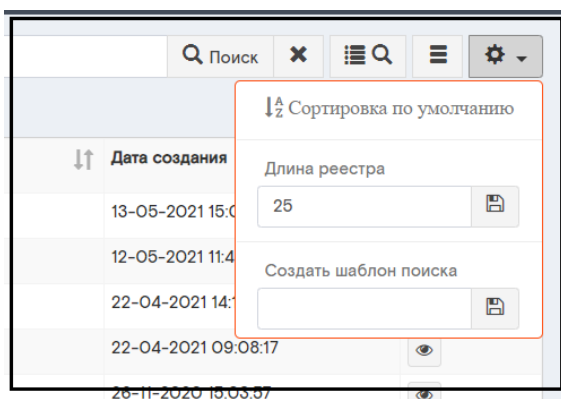 Поиск
Сортировка по умолчанию
Дата создания
Длина реестра
13-05-2021 15:0
25
12-05-2021 11:4
Создать шаблон поиска
22-04-2021 14:1
22-04-2021 09:08:17
26-11-2020 15:03:57